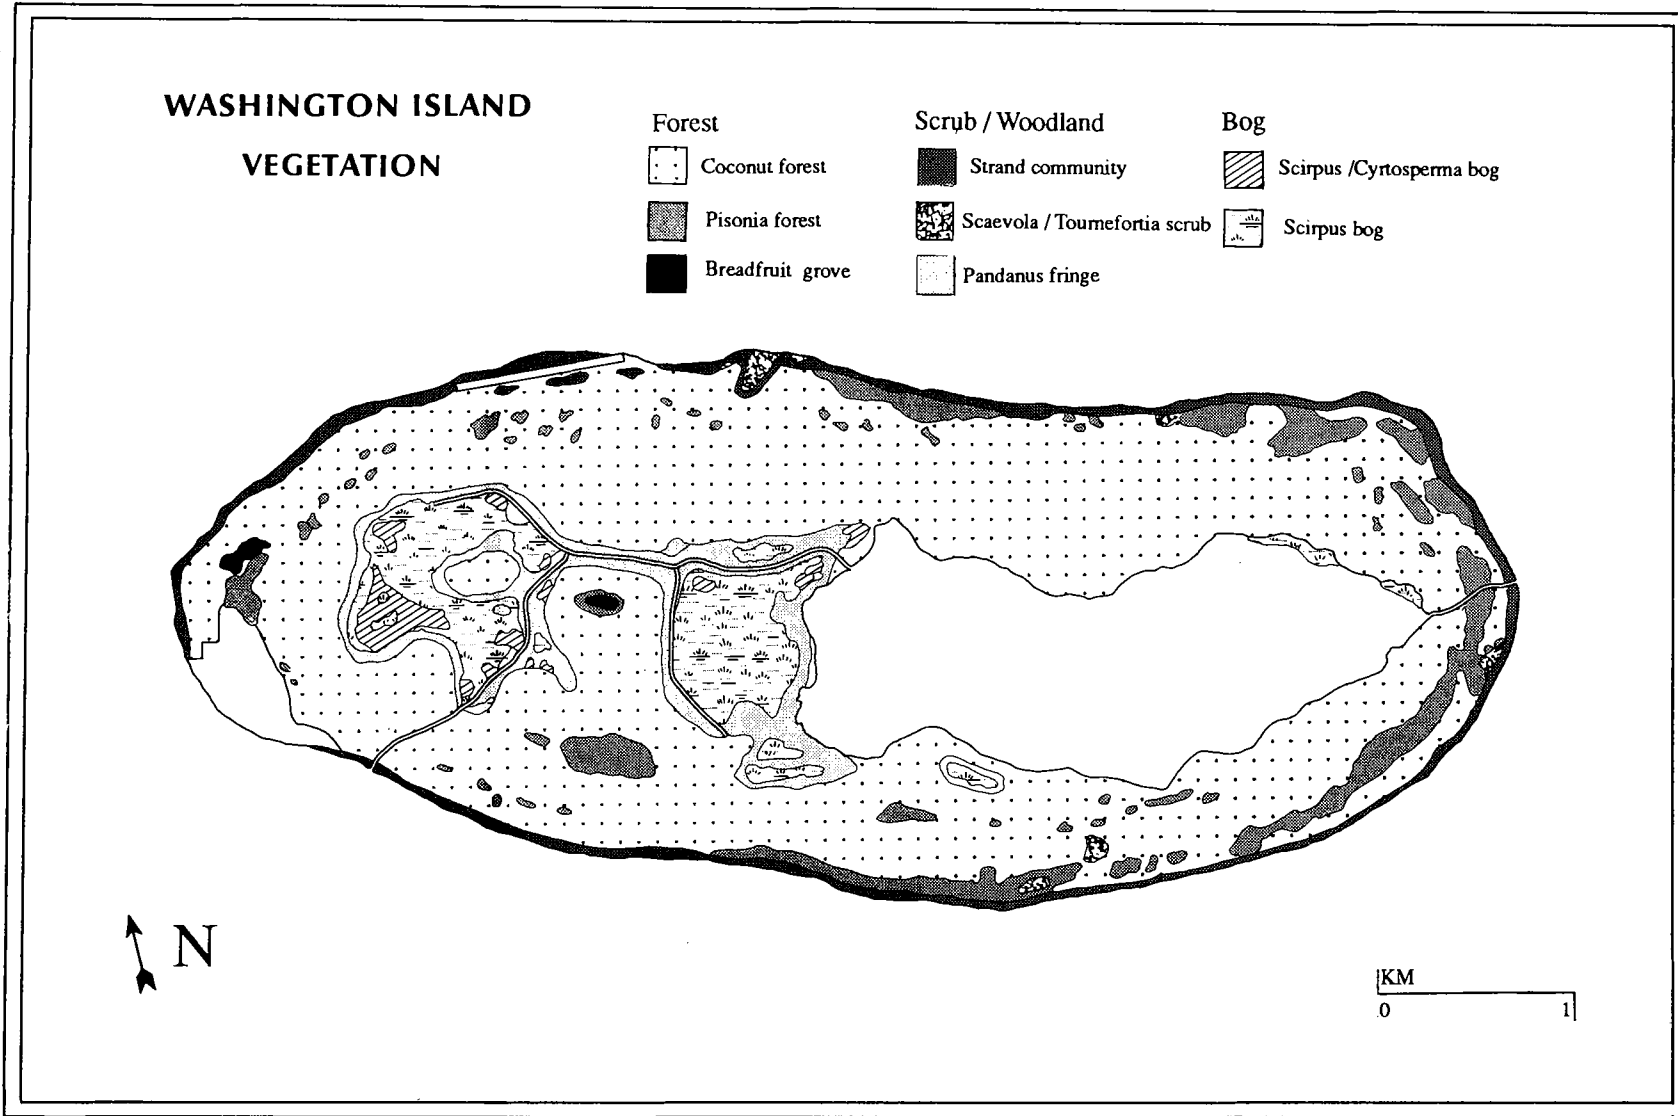 WASHINGTON ISLAND
VEGETATION
Forest
Coconut forest
Pisonia forest
Breadfruit grove
Scrub / Woodland
Strand community
Scaevola / Tournefortia scrub
Pandanus fringe
Bog
Scirpus /Cyrtosperma bog
Scirpus bog
N
KM
0 1